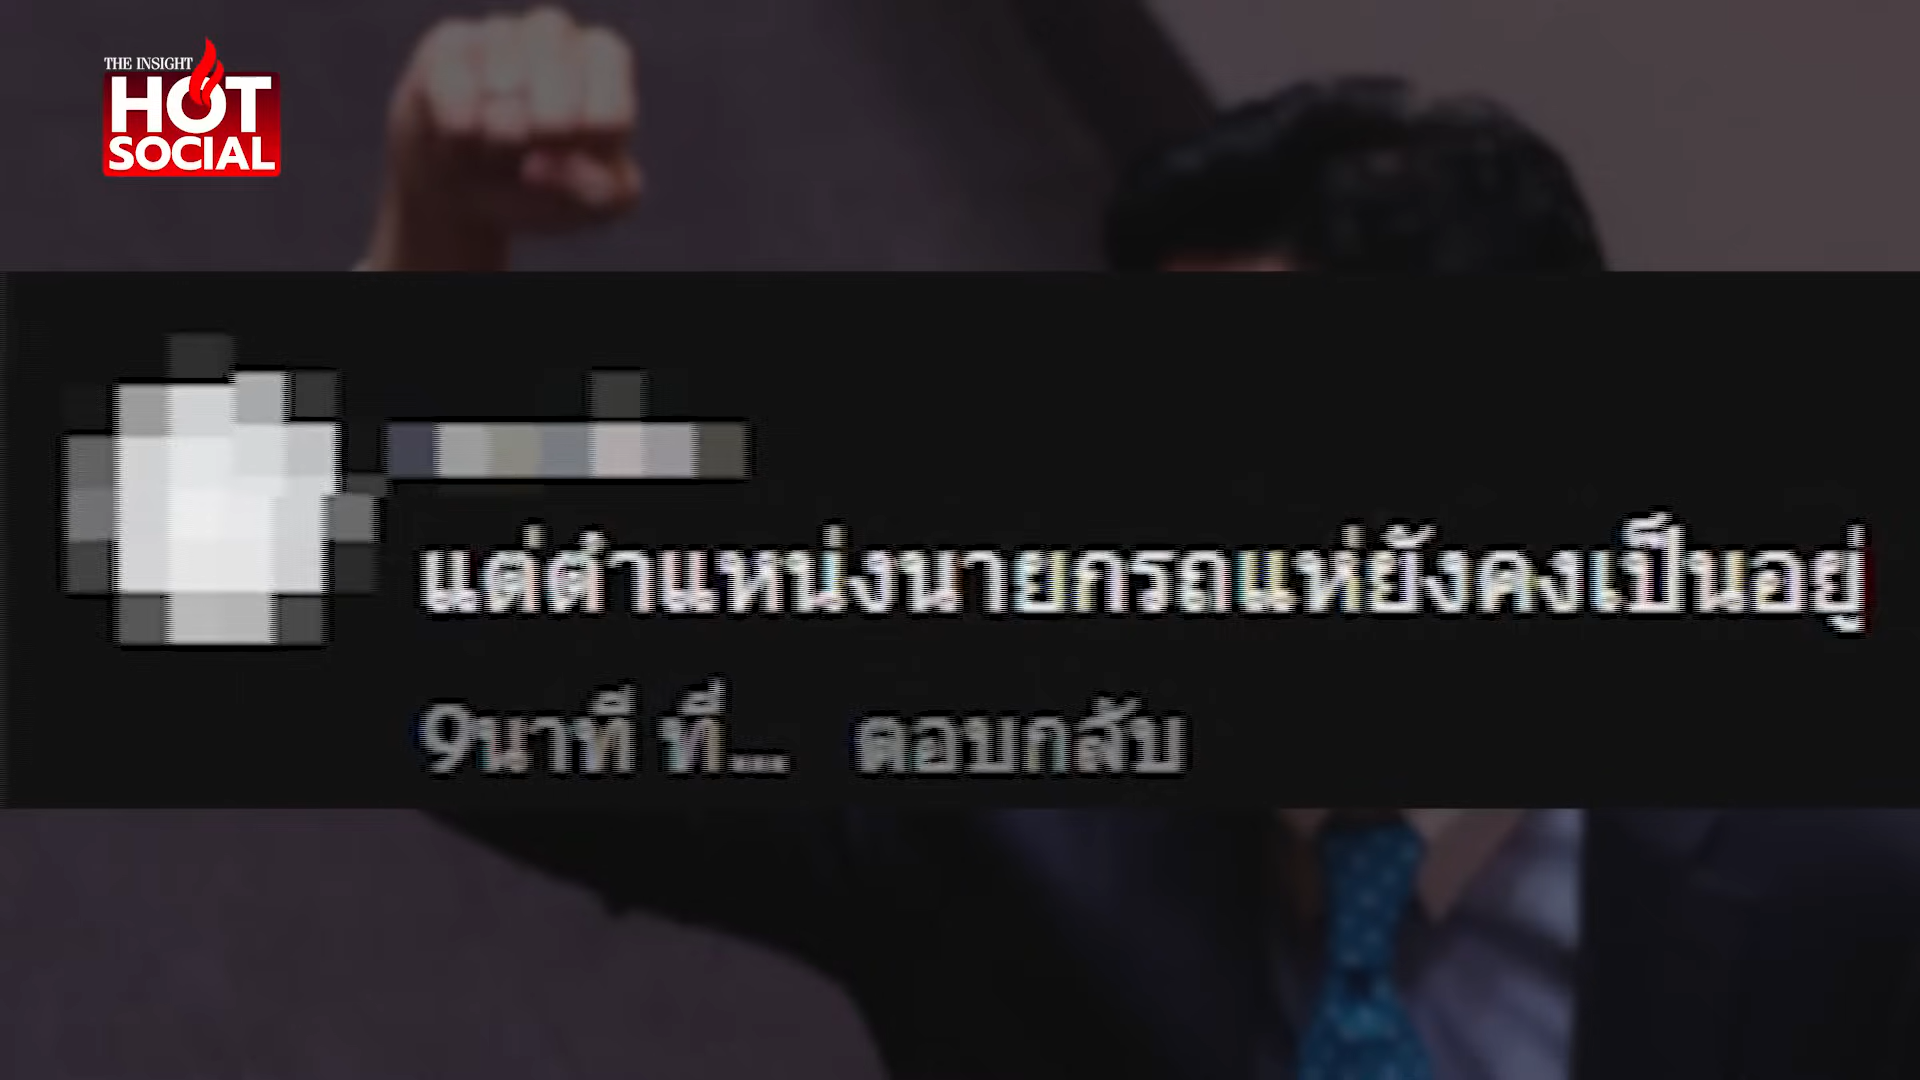 THE INSIGHT
HOT
SOCIAL
แต่ตำแหน่งนายกรถแห่ยังคงเป็นอยู่
9นาที ที่... ตอบกลับ